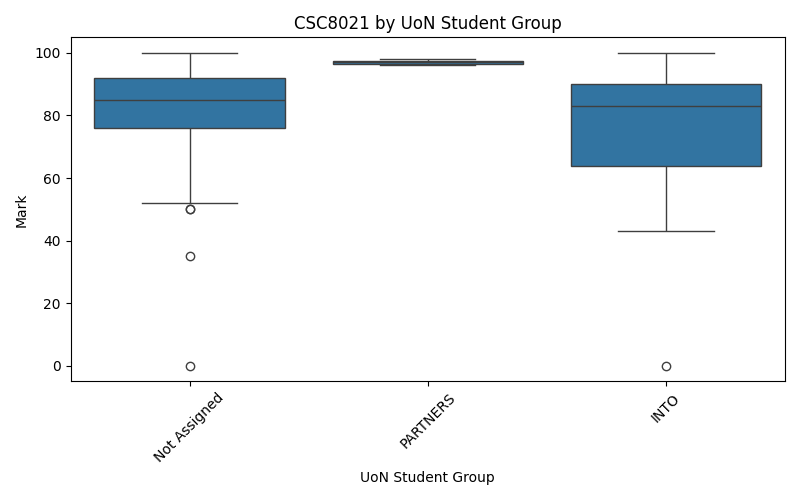 CSC8021 by UoN Student Group
Mark
100
80
60
40
20
0
Not Assigned
PARTNERS
INTO
UoN Student Group